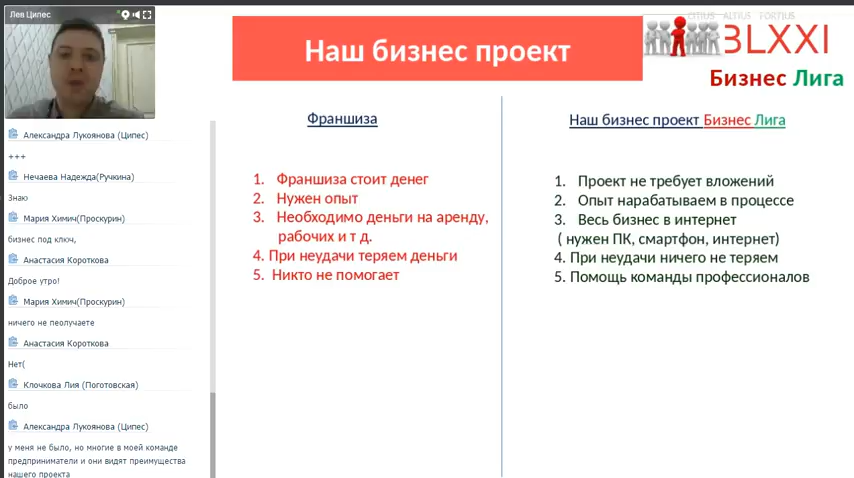 Лев Ципес
Александра Лукоянова (Ципес)
+++
Нечаева Надежда(Ручкина)
Знаю
Мария Химич(Проскурин)
бизнес под ключ,
Анастасия Короткова
Доброе утро!
Мария Химич(Проскурин)
ничего не пеолучаете
Анастасия Короткова
Нет(
Клочкова Лия (Поготовская)
было
Александра Лукоянова (Ципес)
у меня не было, но многие в моей команде
предприниматели и они видят преимущества
нашего проекта
Наш бизнес проект
CITIUS ALTIUS FORTIUS
BLXXI
Бизнес Лига
Франшиза
1. Франшиза стоит денег
2. Нужен опыт
3. Необходимо деньги на аренду,
рабочих и т д.
4. При неудачи теряем деньги
5. Никто не помогает
Наш бизнес проект Бизнес Лига
1. Проект не требует вложений
2. Опыт нарабатываем в процессе
3. Весь бизнес в интернет
( нужен ПК, смартфон, интернет)
4. При неудачи ничего не теряем
5. Помощь команды профессионалов